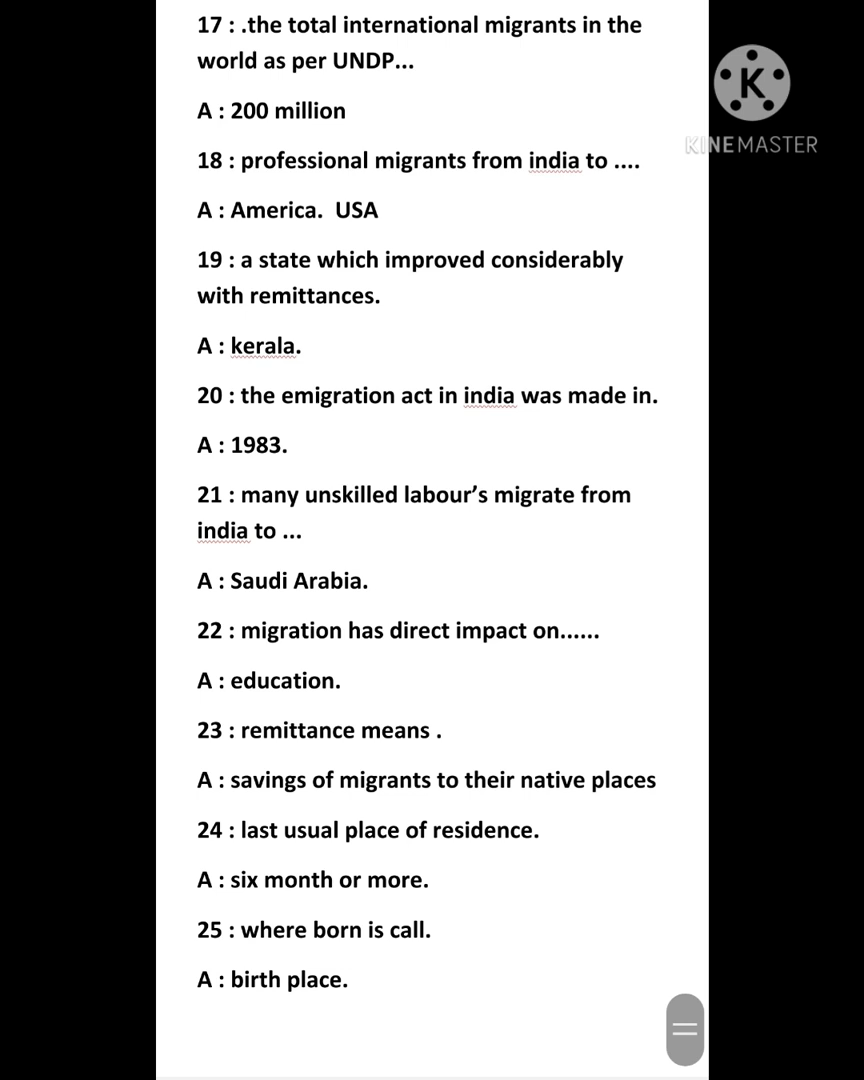 17 : .the total international migrants in the
world as per UNDP...
A : 200 million
18 : professional migrants from india to ....
A : America.  USA
19 : a state which improved considerably
with remittances.
A : kerala.
20 : the emigration act in india was made in.
A : 1983.
21 : many unskilled labour’s migrate from
india to ...
A : Saudi Arabia.
22 : migration has direct impact on......
A : education.
23 : remittance means .
A : savings of migrants to their native places
24 : last usual place of residence.
A : six month or more.
25 : where born is call.
A : birth place.
K
KINEMASTER